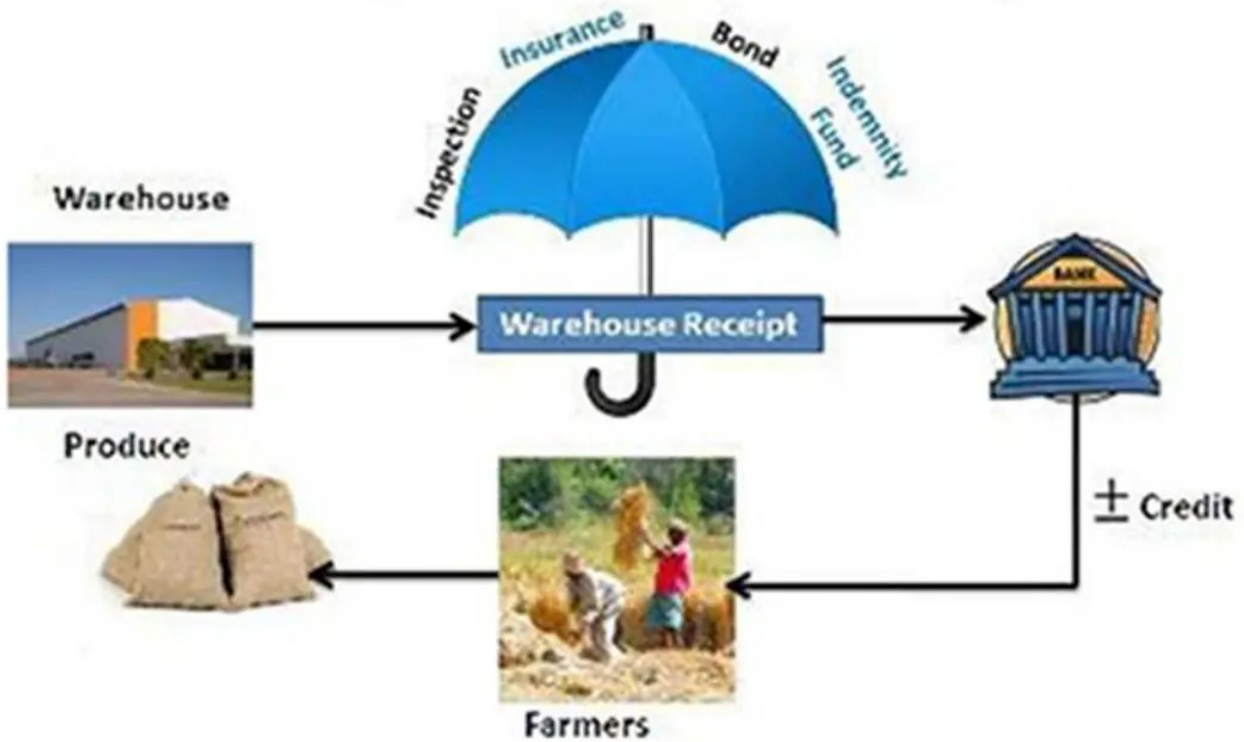 Insurance
Bond
Indemnity
Fund
Inspection
Warehouse
Warehouse Receipt
BANK
Produce
± Credit
Farmers